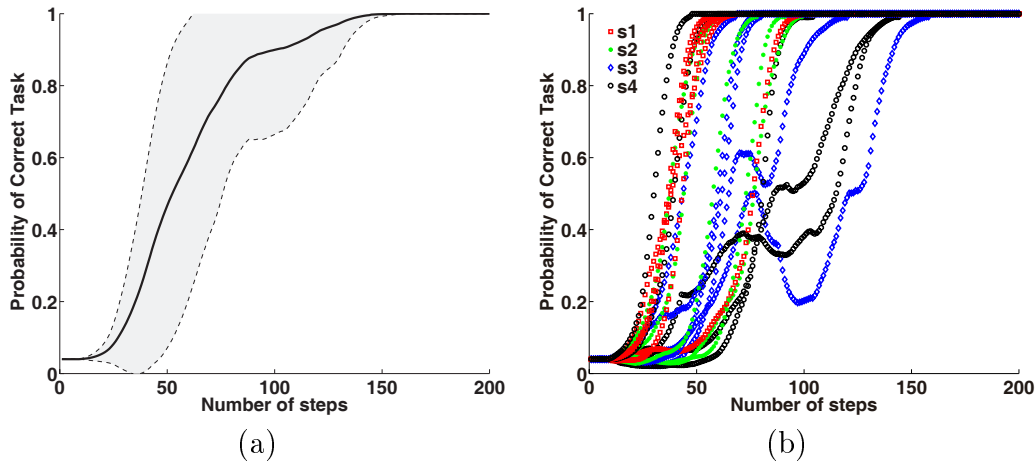 Probability of Correct Task
1
0.8
0.6
0.4
0.2
0
0 50 100 150 200
Number of steps
(a)
Probability of Correct Task
1
0.8
0.6
0.4
0.2
0
s1
s2
s3
s4
0 50 100 150 200
Number of steps
(b)